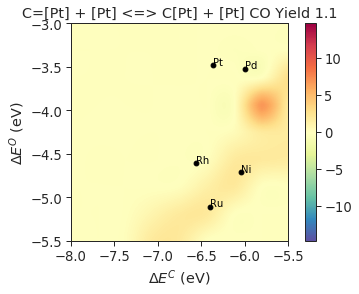 C=[Pt] + [Pt] <=> C[Pt] + [Pt] CO Yield 1.1
ΔE^O (eV)
-3.0
-3.5
-4.0
-4.5
-5.0
-5.5
Pt
Pd
Rh
Ni
Ru
-8.0 -7.5 -7.0 -6.5 -6.0 -5.5
ΔE^C (eV)
10
5
0
-5
-10